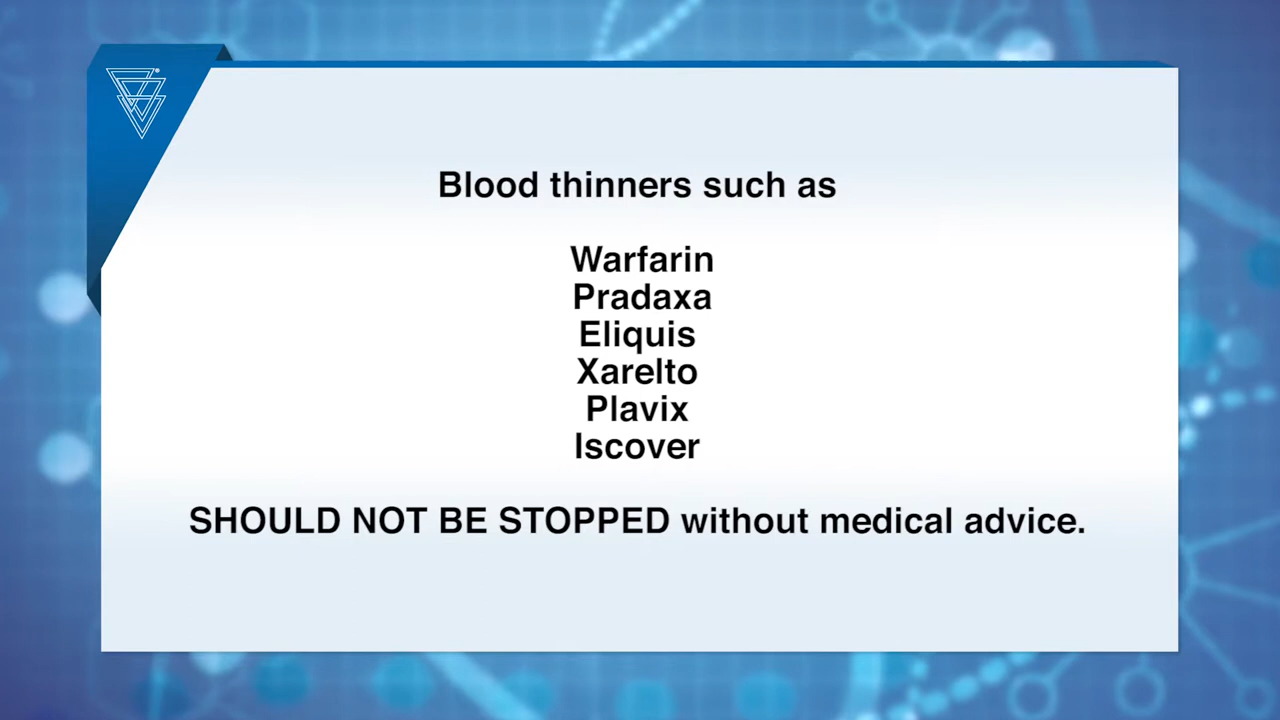 Blood thinners such as
Warfarin
Pradaxa
Eliquis
Xarelto
Plavix
Iscover
SHOULD NOT BE STOPPED without medical advice.